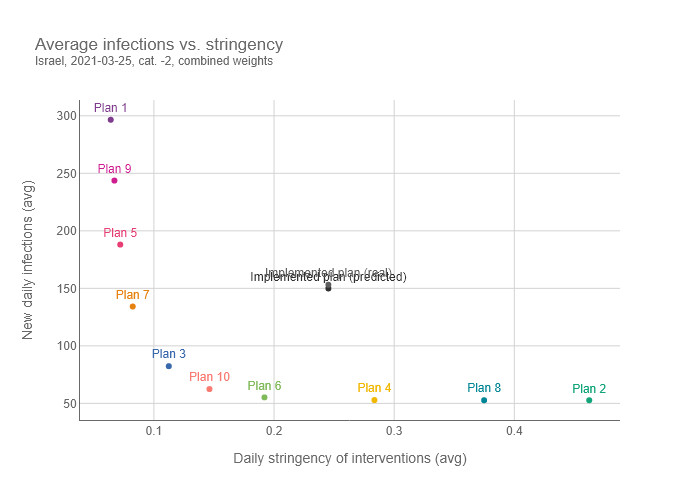 Average infections vs. stringency
Israel, 2021-03-25, cat. -2, combined weights
New daily infections (avg)
300
250
200
150
100
50
Plan 1
Plan 9
Plan 5
Plan 7
Plan 3
Plan 10
Plan 6
Plan 4
Plan 8
Plan 2
Implemented plan (real)
Implemented plan (predicted)
0.1
0.2
0.3
0.4
Daily stringency of interventions (avg)